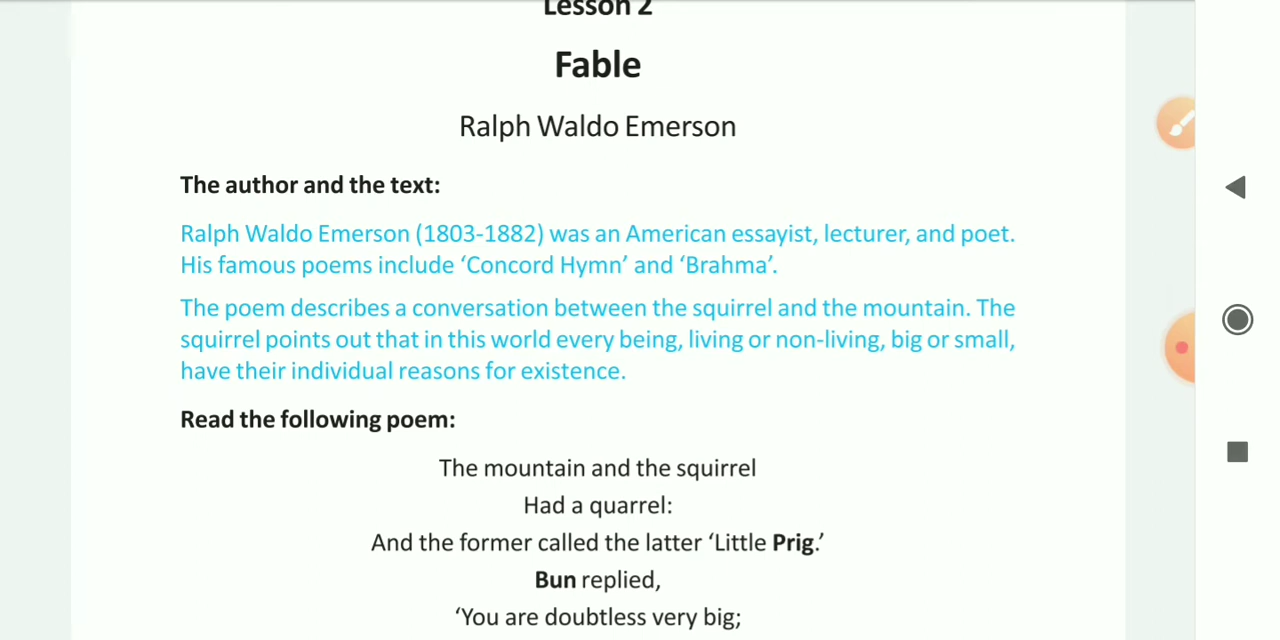 Lesson 2
Fable
Ralph Waldo Emerson
The author and the text:
Ralph Waldo Emerson (1803-1882) was an American essayist, lecturer, and poet.
His famous poems include ‘Concord Hymn’ and ‘Brahma’.
The poem describes a conversation between the squirrel and the mountain. The
squirrel points out that in this world every being, living or non-living, big or small,
have their individual reasons for existence.
Read the following poem:
The mountain and the squirrel
Had a quarrel:
And the former called the latter ‘Little Prig.’
Bun replied,
‘You are doubtless very big;